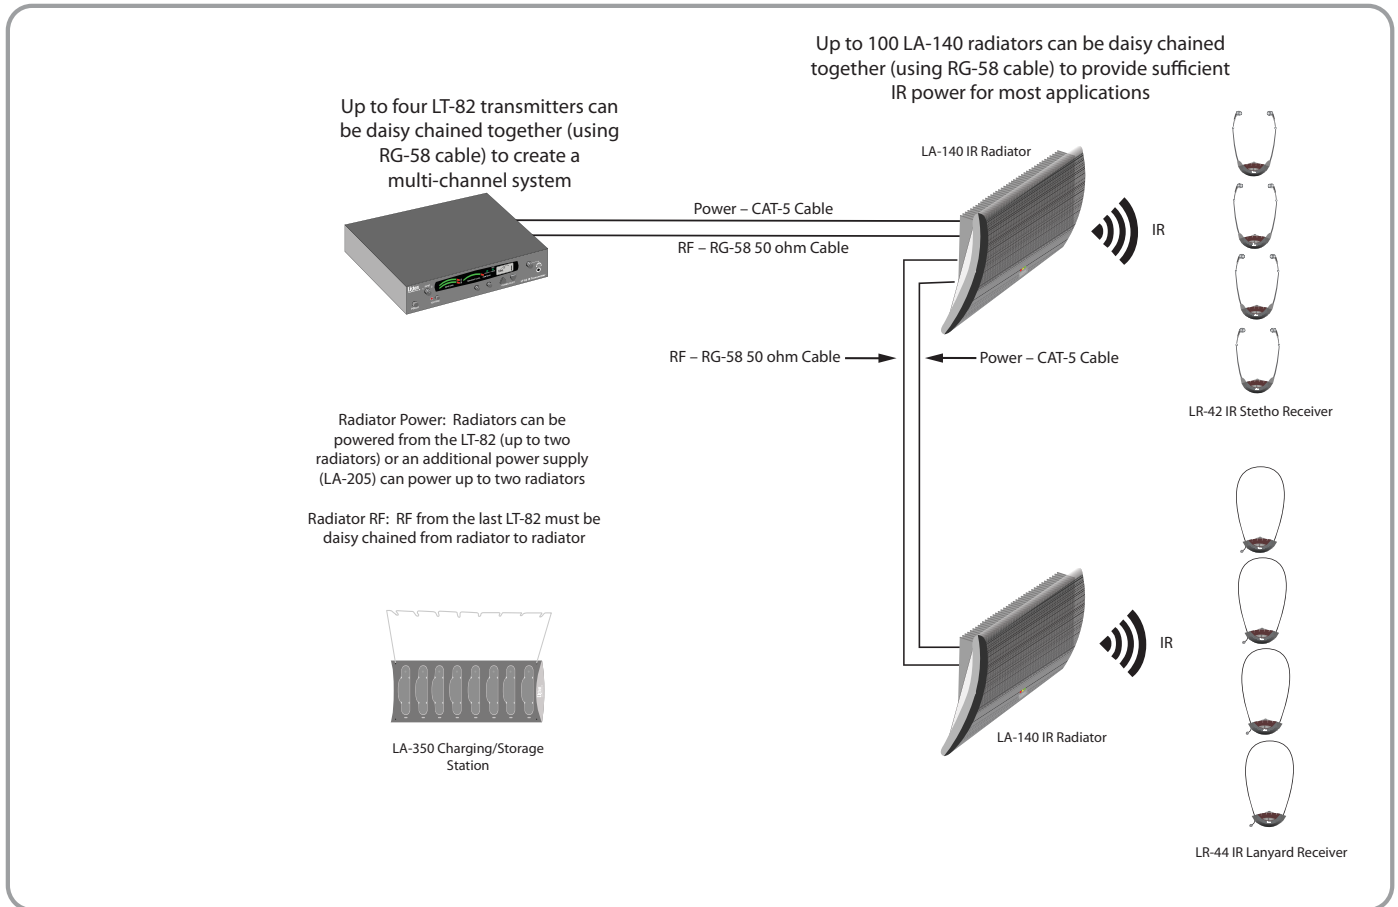 Up to 100 LA-140 radiators can be daisy chained
together (using RG-58 cable) to provide sufficient
IR power for most applications
Up to four LT-82 transmitters can
be daisy chained together (using
RG-58 cable) to create a
multi-channel system
LA-140 IR Radiator
Power – CAT-5 Cable
RF – RG-58 50 ohm Cable
IR
RF – RG-58 50 ohm Cable
Power – CAT-5 Cable
LR-42 IR Stetho Receiver
Radiator Power: Radiators can be
powered from the LT-82 (up to two
radiators) or an additional power supply
(LA-205) can power up to two radiators
Radiator RF: RF from the last LT-82 must be
daisy chained from radiator to radiator
IR
LA-140 IR Radiator
LA-350 Charging/Storage
Station
LR-44 IR Lanyard Receiver